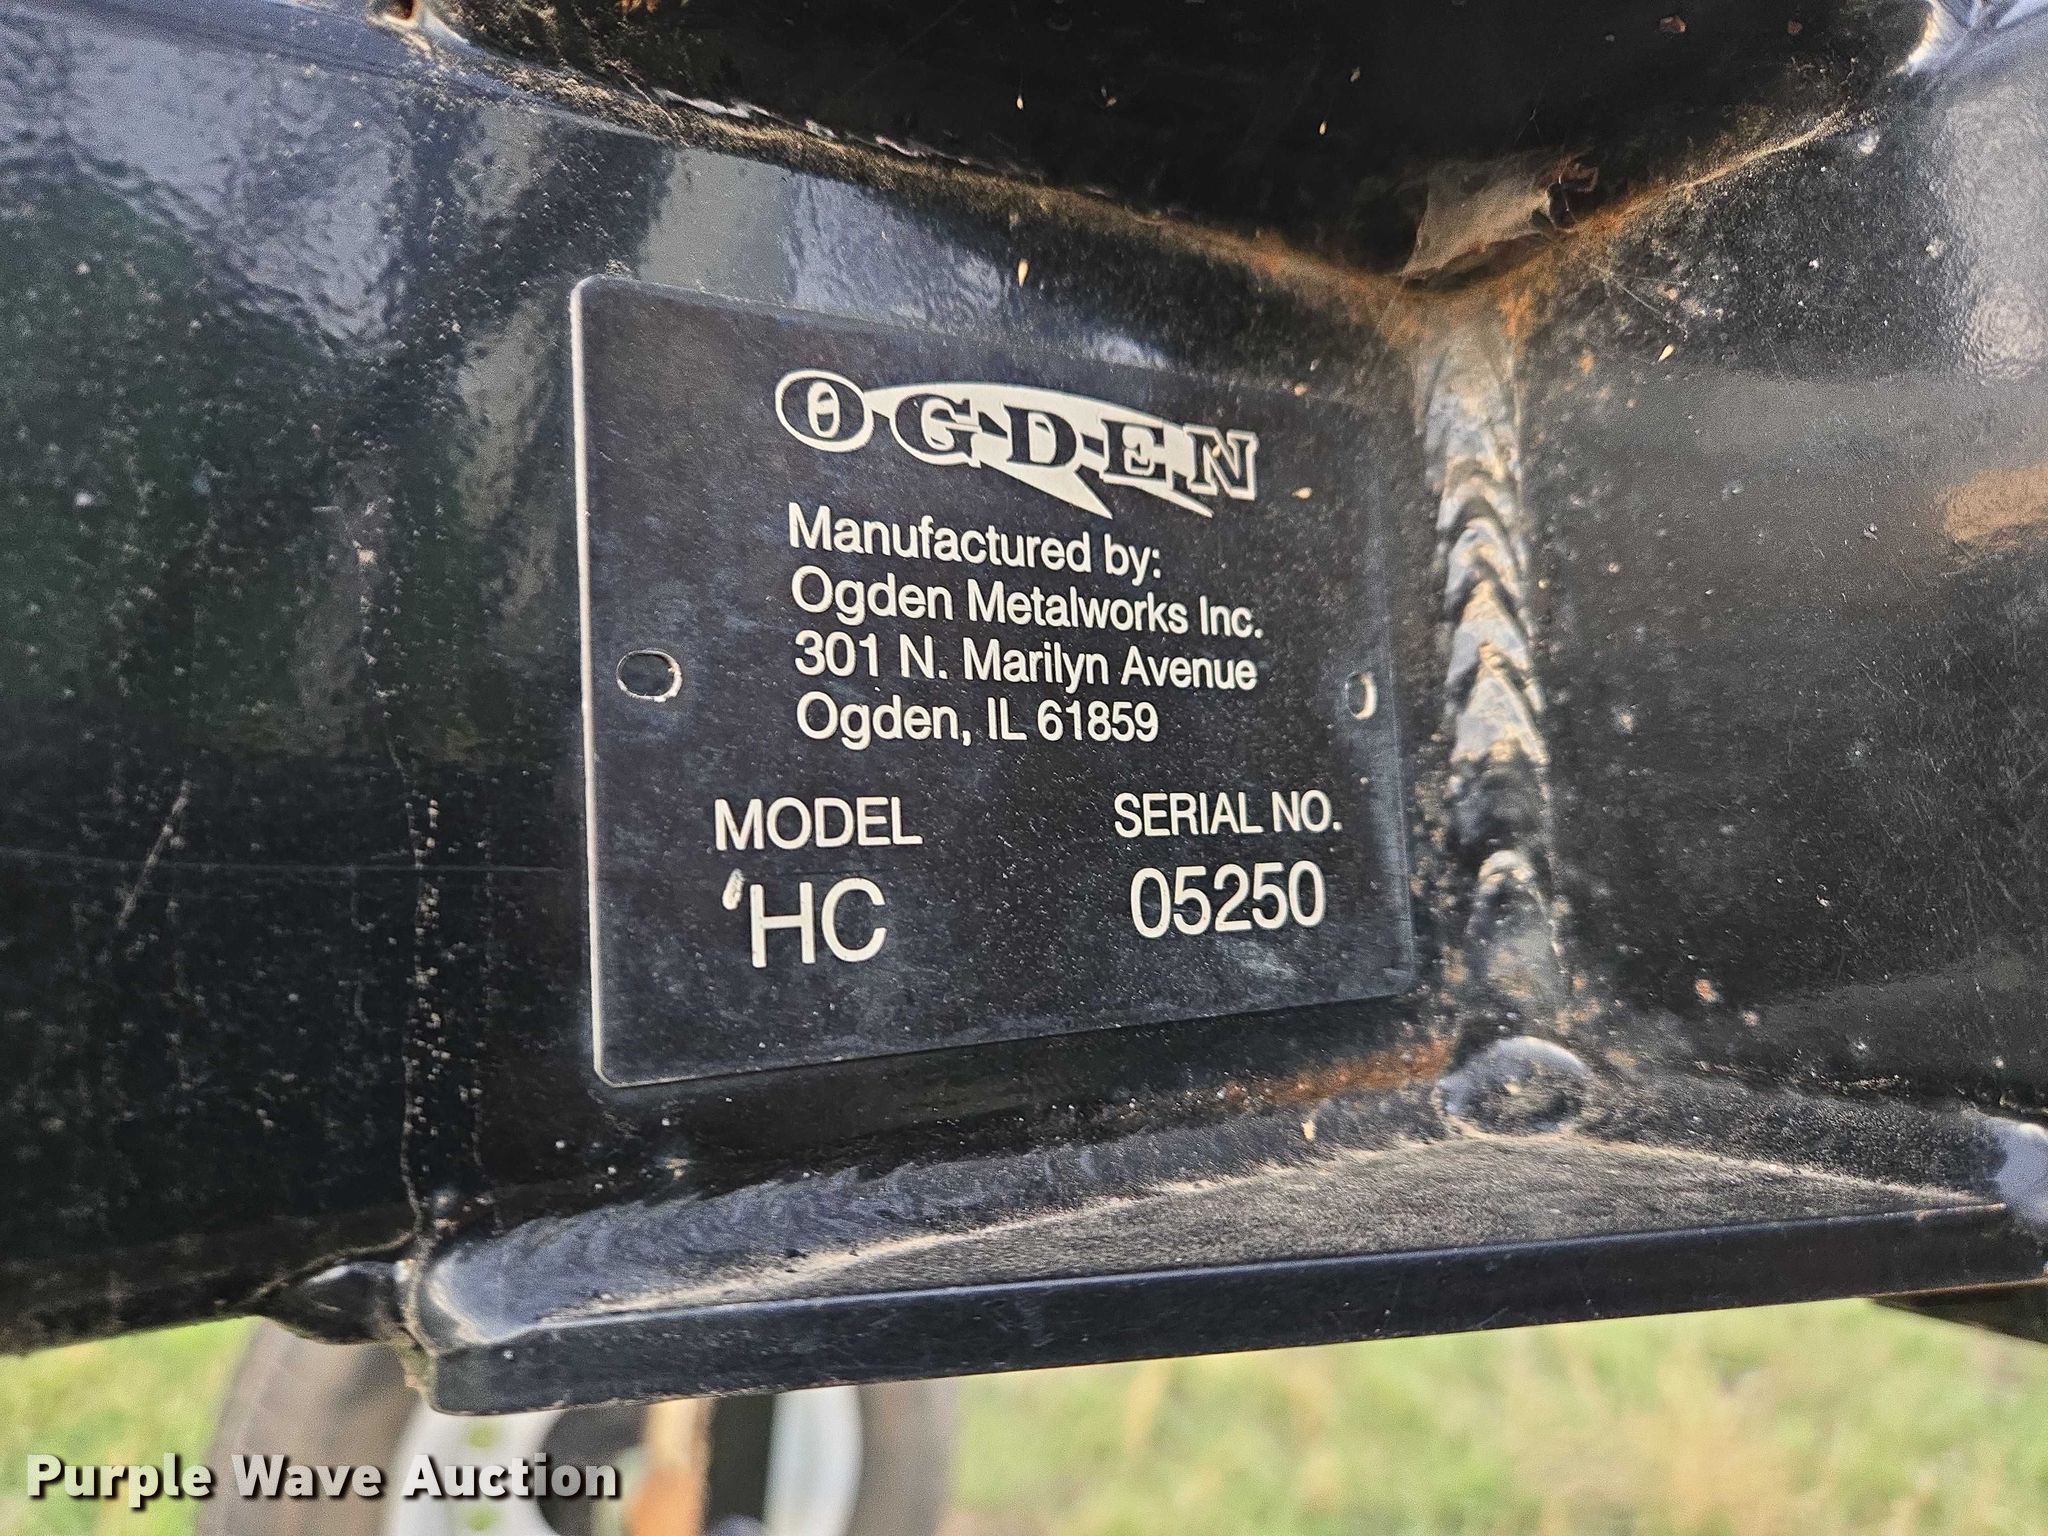 OGDEN
Manufactured by:
Ogden Metalworks Inc.
301 N. Marilyn Avenue
Ogden, IL 61859
MODEL SERIAL NO.
HC 05250
Purple Wave Auction